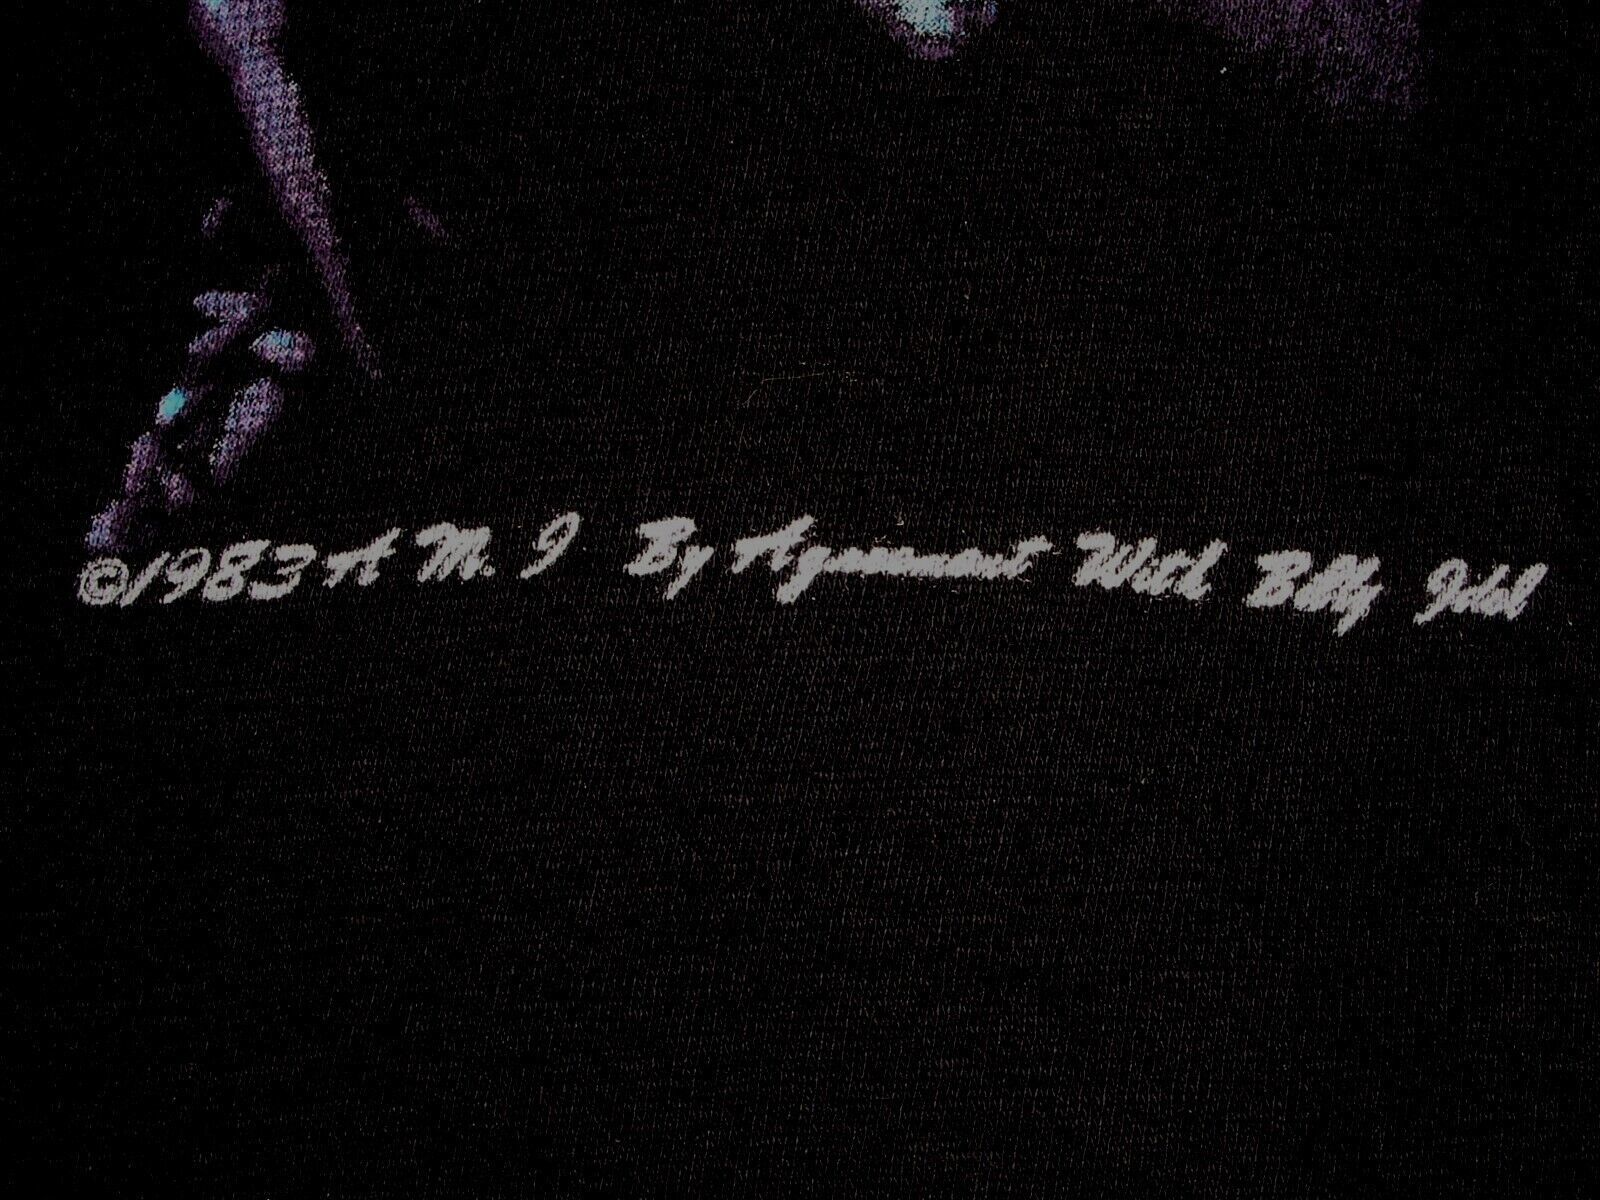 ©1983 A M. I By Agreement With Billy Idol